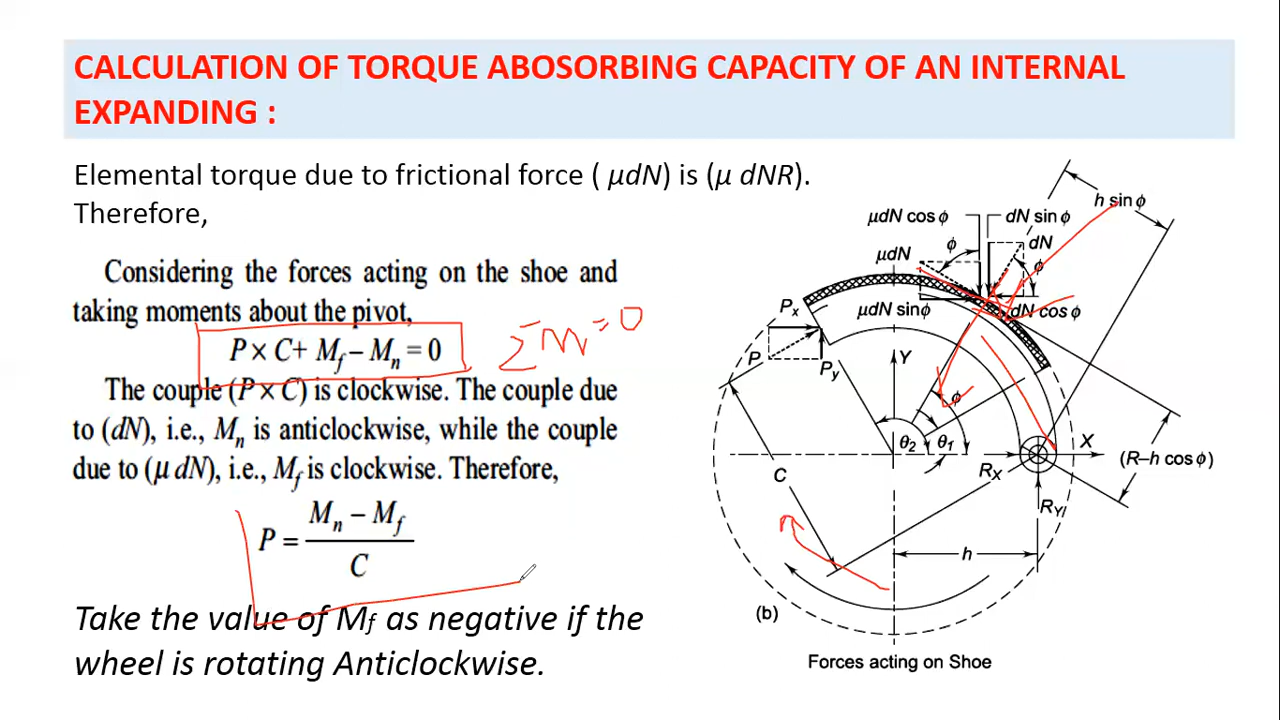 CALCULATION OF TORQUE ABOSORBING CAPACITY OF AN INTERNAL
EXPANDING :
Elemental torque due to frictional force ( μdN) is (μ dNR).
Therefore,
Considering the forces acting on the shoe and
taking moments about the pivot,
P × C + Mf – Mn = 0
ΣM = 0
The couple (P × C) is clockwise. The couple due
to (dN), i.e., Mn is anticlockwise, while the couple
due to (μ dN), i.e., Mf is clockwise. Therefore,
P = (Mn – Mf) / C
Take the value of Mf as negative if the
wheel is rotating Anticlockwise.
h sin ϕ
μdN cos ϕ
dN sin ϕ
μdN
ϕ
dN
ϕ
Px
μdN sinϕ
dN cos ϕ
P
Py
Y
ϕ
θ2
θ1
X
(R–h cos ϕ)
C
RX
RY
h
(b)
Forces acting on Shoe